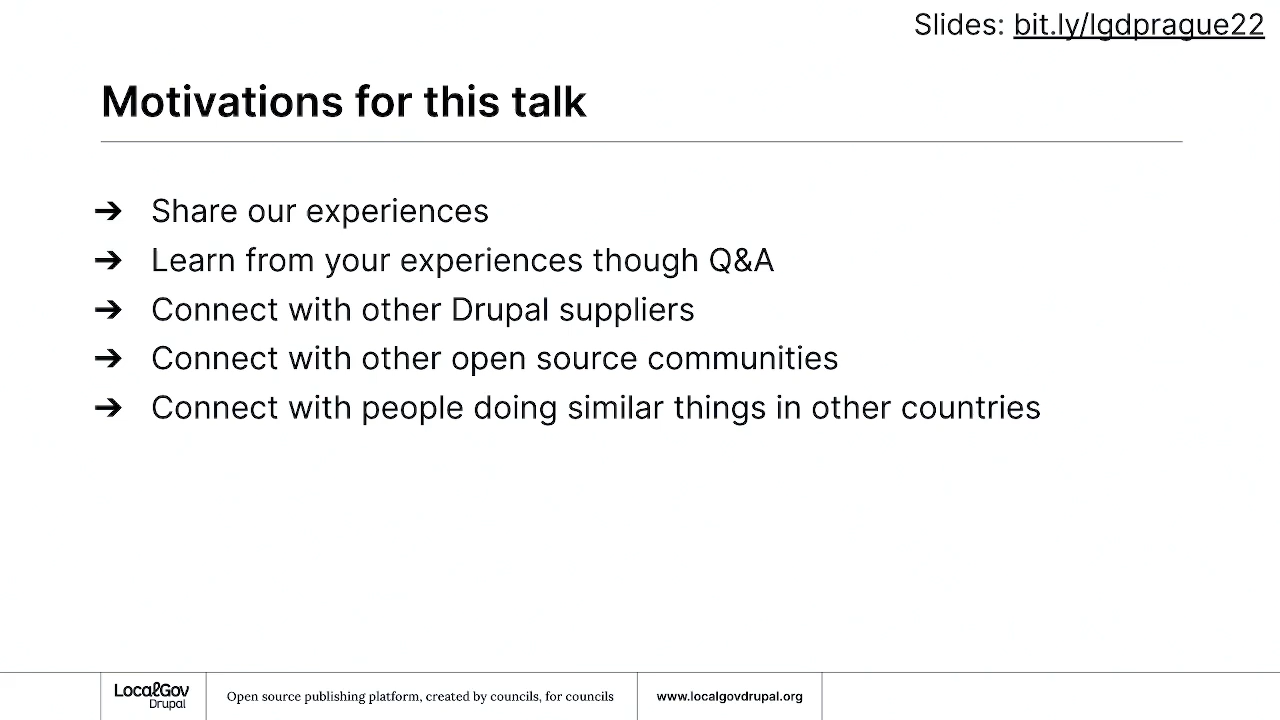 Slides: bit.ly/lgdprague22
Motivations for this talk
➔ Share our experiences
➔ Learn from your experiences though Q&A
➔ Connect with other Drupal suppliers
➔ Connect with other open source communities
➔ Connect with people doing similar things in other countries
LocalGov
Drupal
Open source publishing platform, created by councils, for councils
www.localgovdrupal.org